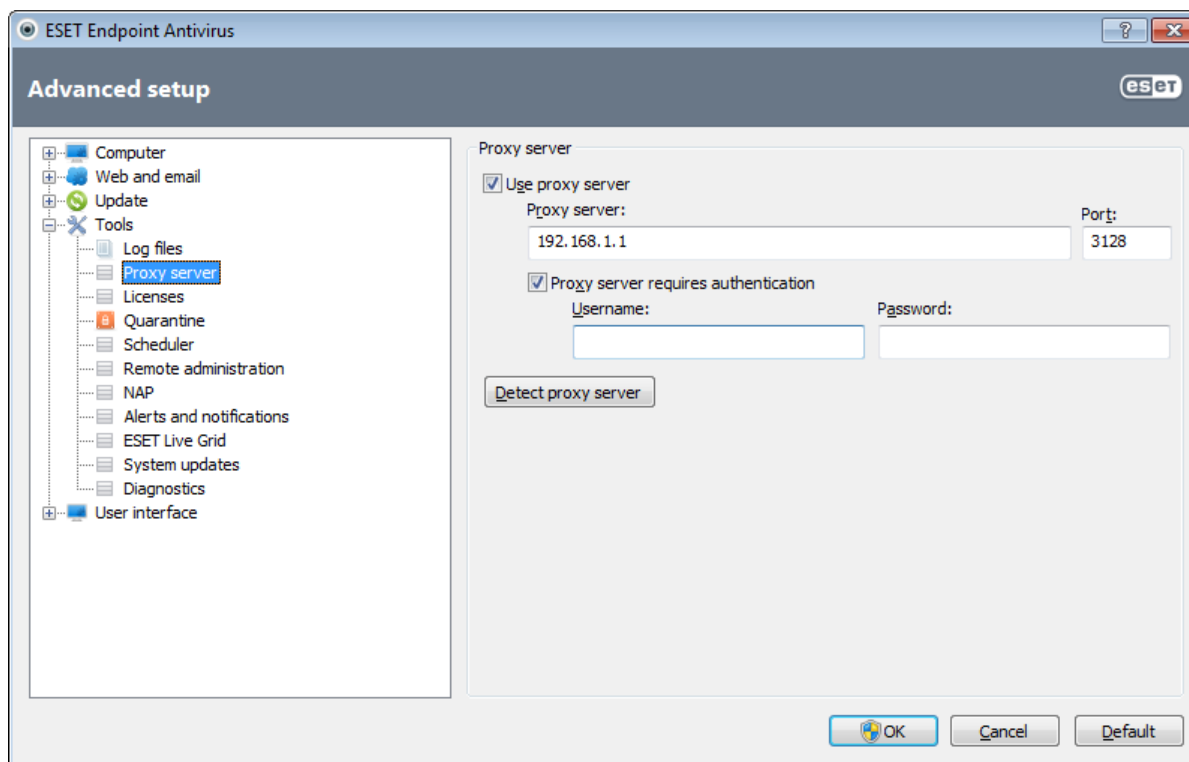 ESET Endpoint Antivirus
?
Advanced setup
eseT
Computer
Web and email
Update
Tools
Log files
Proxy server
Licenses
Quarantine
Scheduler
Remote administration
NAP
Alerts and notifications
ESET Live Grid
System updates
Diagnostics
User interface
Proxy server
Use proxy server
Proxy server:
Port:
192.168.1.1
3128
Proxy server requires authentication
Username:
Password:
Detect proxy server
OK
Cancel
Default